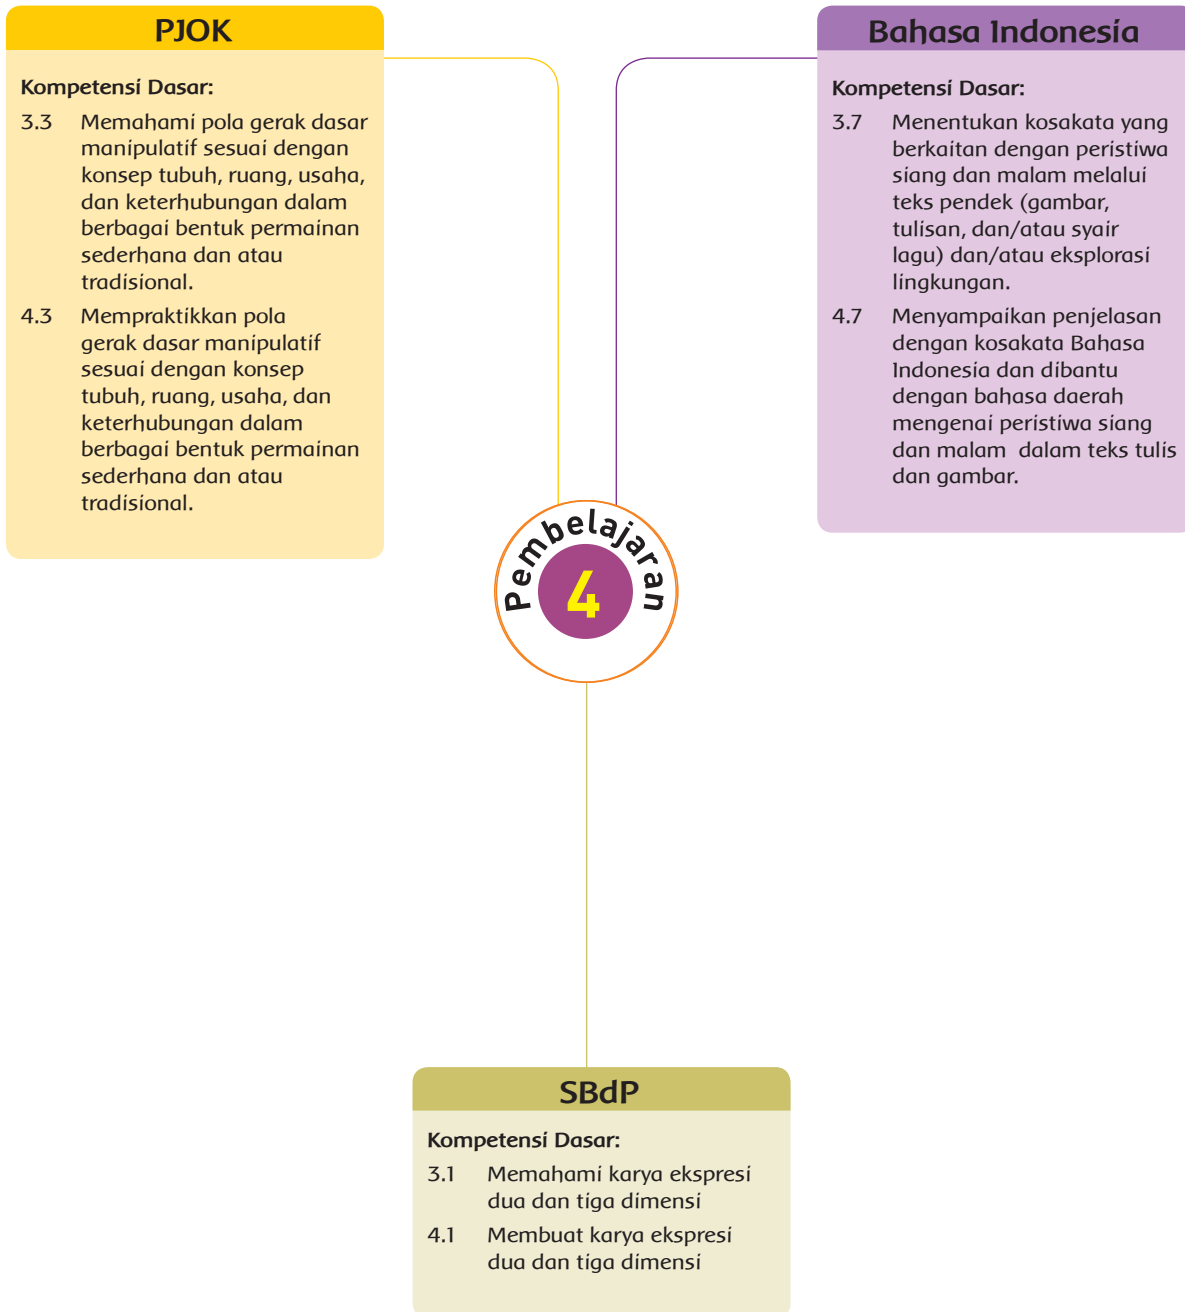 PJOK
Kompetensi Dasar:
3.3 Memahami pola gerak dasar
manipulatif sesuai dengan
konsep tubuh, ruang, usaha,
dan keterhubungan dalam
berbagai bentuk permainan
sederhana dan atau
tradisional.
4.3 Mempraktikkan pola
gerak dasar manipulatif
sesuai dengan konsep
tubuh, ruang, usaha, dan
keterhubungan dalam
berbagai bentuk permainan
sederhana dan atau
tradisional.
Bahasa Indonesia
Kompetensi Dasar:
3.7 Menentukan kosakata yang
berkaitan dengan peristiwa
siang dan malam melalui
teks pendek (gambar,
tulisan, dan/atau syair
lagu) dan/atau eksplorasi
lingkungan.
4.7 Menyampaikan penjelasan
dengan kosakata Bahasa
Indonesia dan dibantu
dengan bahasa daerah
mengenai peristiwa siang
dan malam dalam teks tulis
dan gambar.
Pembelajaran
4
SBdP
Kompetensi Dasar:
3.1 Memahami karya ekspresi
dua dan tiga dimensi
4.1 Membuat karya ekspresi
dua dan tiga dimensi